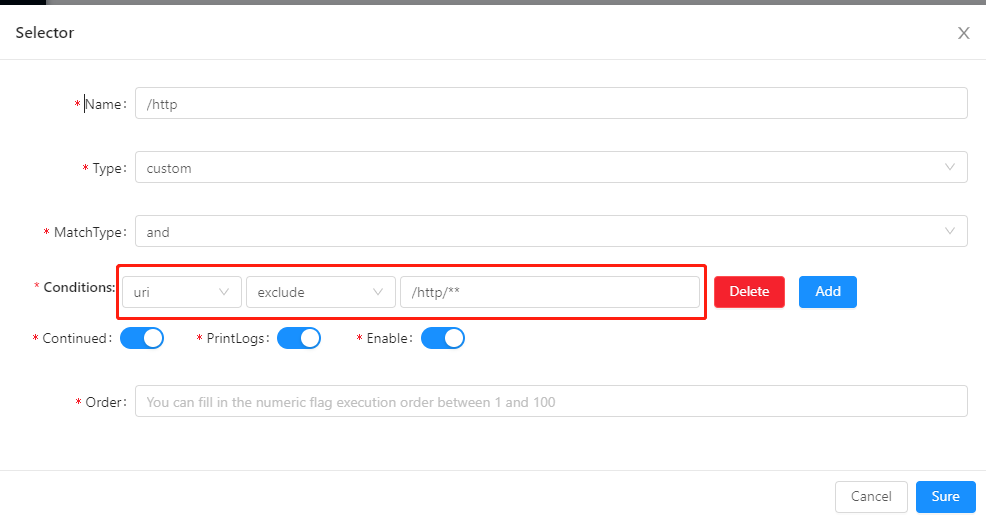 Selector
X
* Name: /http
* Type: custom
* MatchType: and
* Conditions: uri exclude /http/** Delete Add
* Continued: * PrintLogs: * Enable:
* Order: You can fill in the numeric flag execution order between 1 and 100
Cancel Sure